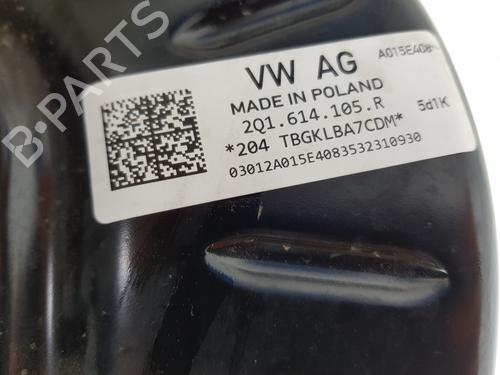 VW AG
A015E408
MADE IN POLAND
2Q1.614.105.R
5d1K
*204 TBGKLBA7CDM*
03012A015E4083532310930
B-PARTS